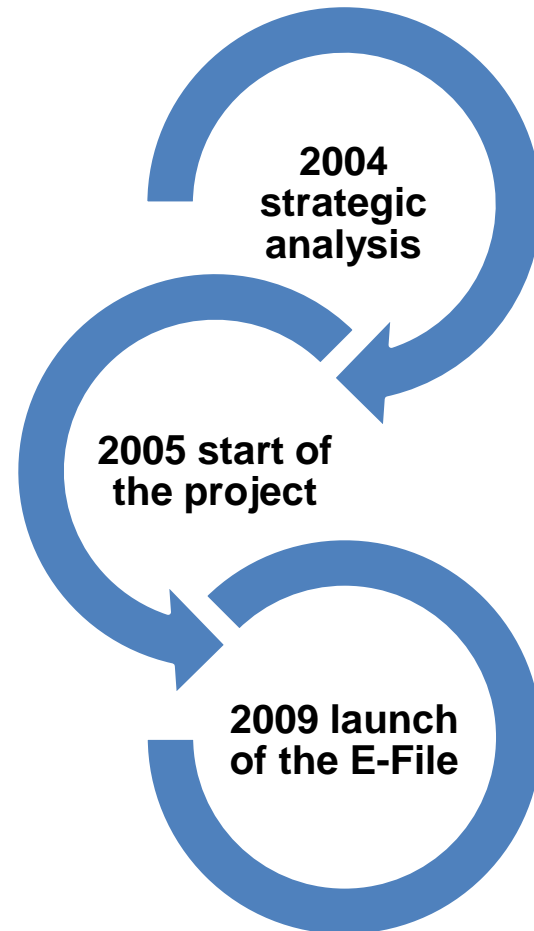 2004
strategic
analysis
2005 start of
the project
2009 launch
of the E-File